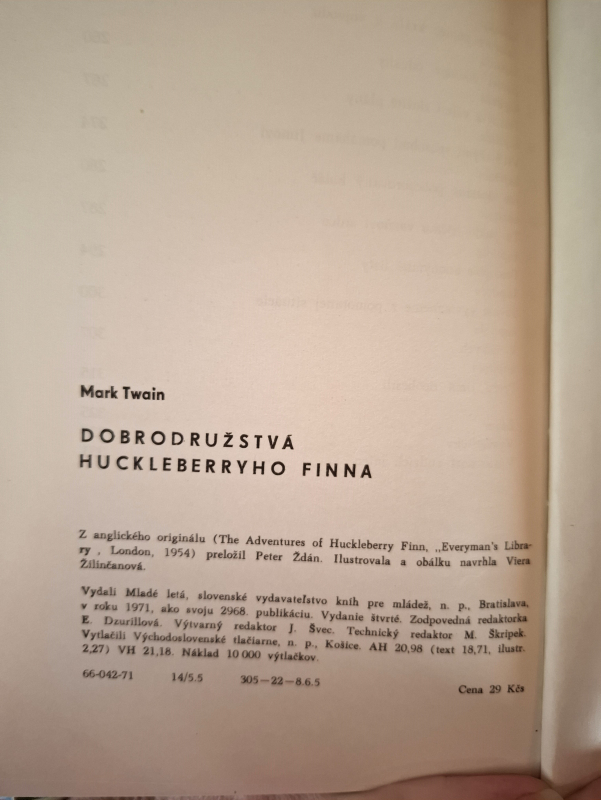 Mark Twain
DOBRODRUŽSTVÁ
HUCKLEBERRYHO FINNA
Z anglického originálu (The Adventures of Huckleberry Finn, „Everyman's Libra-
ry , London, 1954) preložil Peter Ždán. Ilustrovala a obálku navrhla Viera
Žilinčanová.
Vydali Mladé letá, slovenské vydavateľstvo kníh pre mládež, n. p., Bratislava,
v roku 1971, ako svoju 2968. publikáciu. Vydanie štvrté. Zodpovedná redaktorka
E. Dzurillová. Výtvarný redaktor J. Švec. Technický redaktor M. Škripek.
Vytlačili Východoslovenské tlačiarne, n. p., Košice. AH 20,98 (text 18,71, ilustr.
2,27) VH 21,18. Náklad 10 000 výtlačkov.
66-042-71 14/5.5 305—22—8.6.5
Cena 29 Kčs